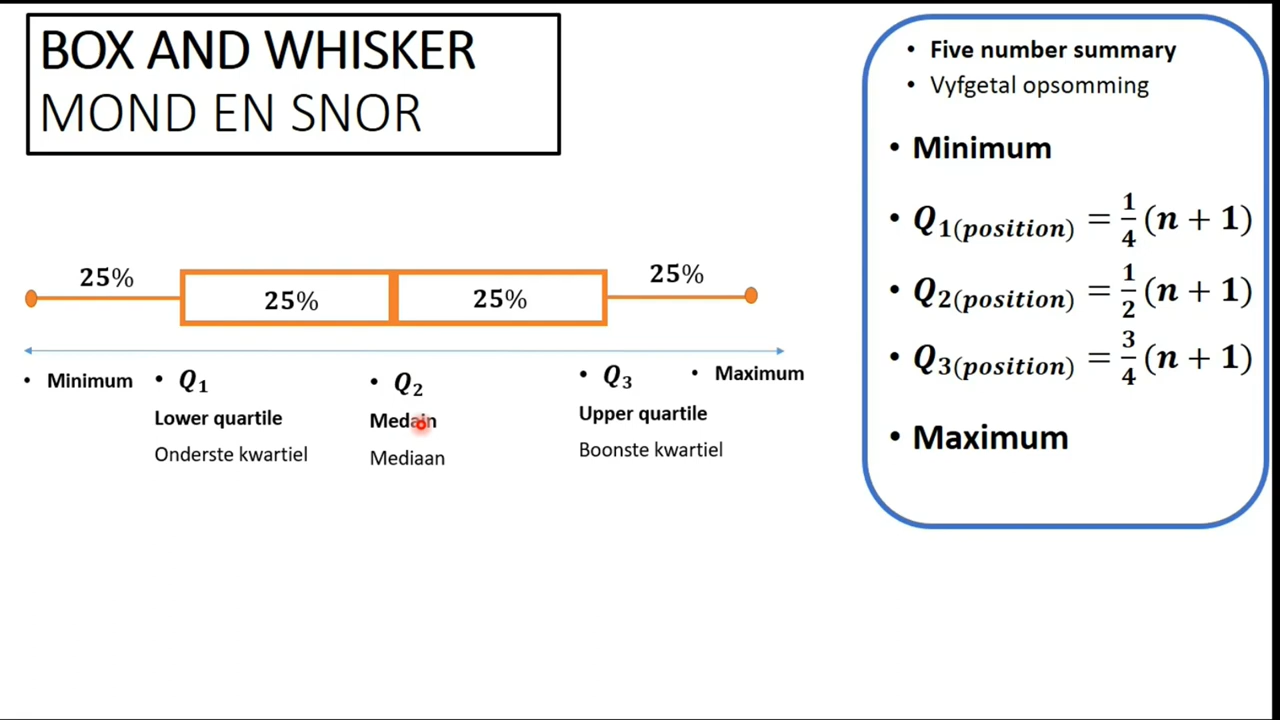 BOX AND WHISKER
MOND EN SNOR
• Five number summary
• Vyfgetal opsomming
• Minimum
• Q₁₍position₎ = 1/4 (n + 1)
• Q₂₍position₎ = 1/2 (n + 1)
• Q₃₍position₎ = 3/4 (n + 1)
• Maximum
25%
25%
25%
25%
• Minimum
• Q₁
Lower quartile
Onderste kwartiel
• Q₂
Medain
Mediaan
• Q₃
Upper quartile
Boonste kwartiel
• Maximum